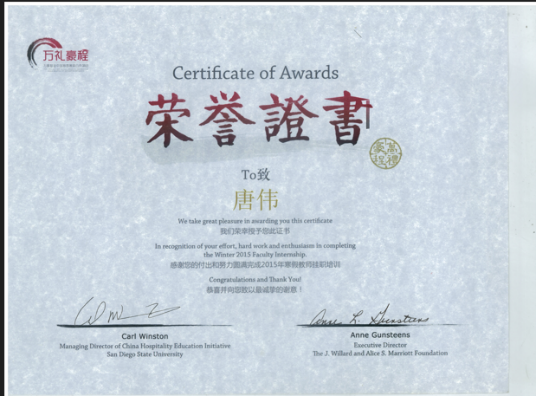 万礼豪程
Certificate of Awards
荣誉證書
萬禮
豪程
To致
唐伟
We take great pleasure in awarding you this certificate
我们荣幸授予您此证书
In recognition of your effort, hard work and enthusiasm in completing
the Winter 2015 Faculty Internship.
感谢您的付出和努力圆满完成2015年寒假教师挂职培训
Congratulations and Thank You!
恭喜并向您致以最诚挚的谢意！
Carl Winston
Managing Director of China Hospitality Education Initiative
San Diego State University
Anne L. Gunsteens
Anne Gunsteens
Executive Director
The J. Willard and Alice S. Marriott Foundation